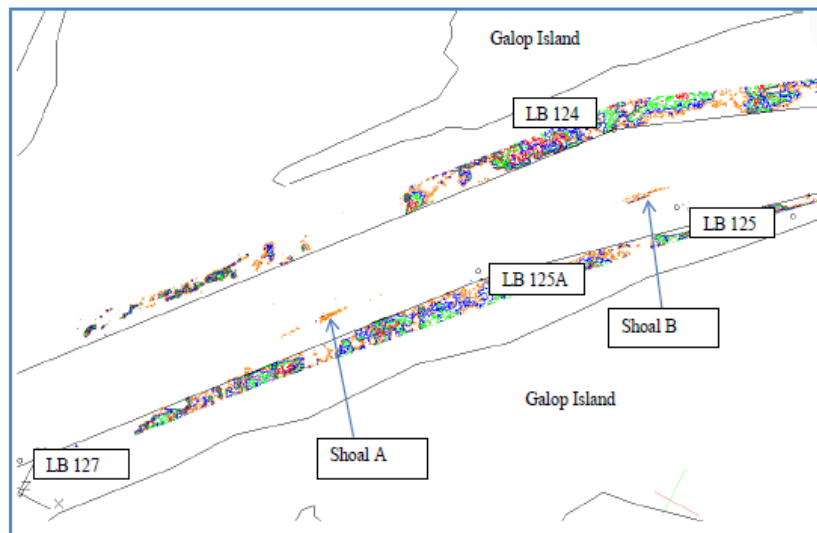 Galop Island
LB 124
LB 125
LB 125A
Shoal B
Galop Island
Shoal A
LB 127